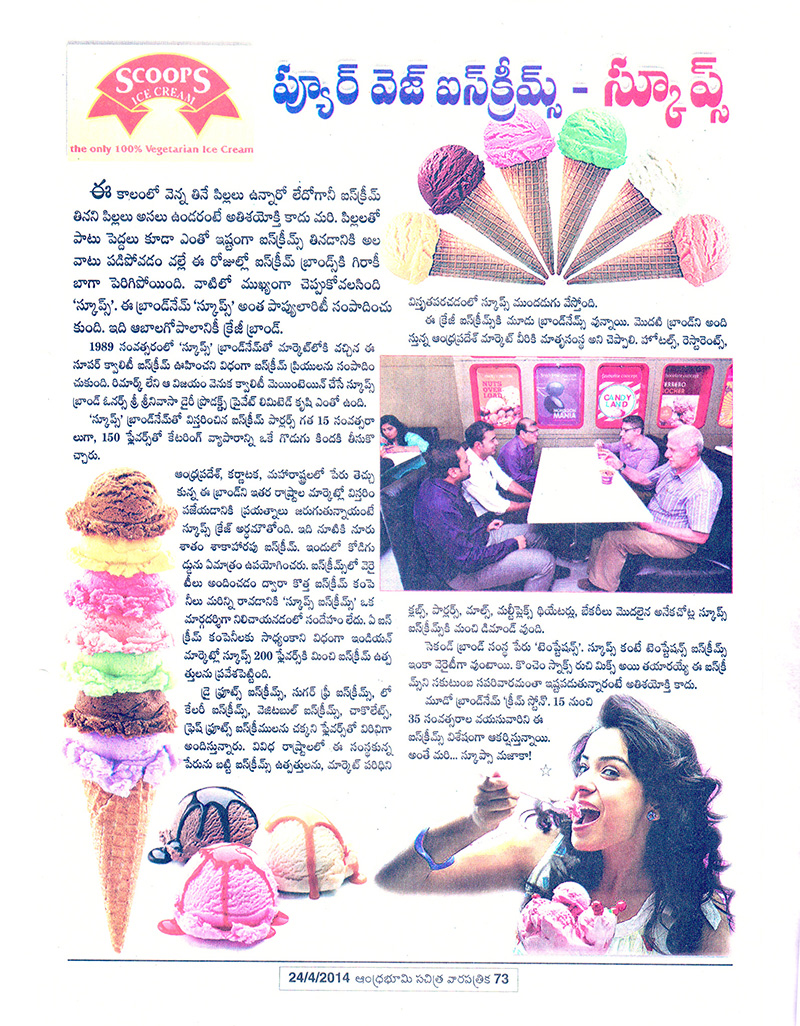 SCOOPS
ICE CREAM
the only 100% Vegetarian Ice Cream
ప్యూర్ వెజ్ ఐస్‌క్రీమ్స్ - స్కూప్స్
ఈ కాలంలో వెన్న తినే పిల్లలు ఉన్నారో లేదోగానీ ఐస్‌క్రీమ్
తినని పిల్లలు అసలు ఉండరంటే అతిశయోక్తి కాదు మరి. పిల్లలతో
పాటు పెద్దలు కూడా ఎంతో ఇష్టంగా ఐస్‌క్రీమ్స్ తినడానికి అల
వాటు పడిపోవడం వల్లే ఈ రోజుల్లో ఐస్‌క్రీమ్ బ్రాండ్స్‌కి గిరాకీ
బాగా పెరిగిపోయింది. వాటిలో ముఖ్యంగా చెప్పుకోవలసింది
‘స్కూప్స్’. ఈ బ్రాండ్‌నేమ్ ‘స్కూప్స్’ అంత పాప్యులారిటీ సంపాదించు
కుంది. ఇది ఆబాలగోపాలానికీ క్రేజీ బ్రాండ్.
1989 సంవత్సరంలో ‘స్కూప్స్’ బ్రాండ్‌నేమ్‌తో మార్కెట్‌లోకి వచ్చిన ఈ
సూపర్ క్వాలిటీ ఐస్‌క్రీమ్ ఊహించని విధంగా ఐస్‌క్రీమ్ ప్రియులను సంపాదిం
చుకుంది. రిమార్క్ లేని ఆ విజయం వెనుక క్వాలిటీ మెయింటెయిన్ చేసే స్కూప్స్
బ్రాండ్ ఓనర్స్ శ్రీ శ్రీనివాసా డైరీ ప్రొడక్ట్స్ ప్రైవేట్ లిమిటెడ్ కృషి ఎంతో ఉంది.
‘స్కూప్స్’ బ్రాండ్‌నేమ్‌తో విస్తరించిన ఐస్‌క్రీమ్ పార్లర్స్ గత 15 సంవత్సరా
లుగా, 150 ఫ్లేవర్స్‌తో కేటరింగ్ వ్యాపారాన్ని ఒకే గొడుగు కిందకి తీసుకొ
చ్చారు.
ఆంధ్రప్రదేశ్, కర్ణాటక, మహారాష్ట్రలలో పేరు తెచ్చు
కున్న ఈ బ్రాండ్‌ని ఇతర రాష్ట్రాల మార్కెట్లో విస్తరిం
పజేయడానికి ప్రయత్నాలు జరుగుతున్నాయంటే
స్కూప్స్ క్రేజ్ అర్థమౌతోంది. ఇది నూటికి నూరు
శాతం శాకాహారపు ఐస్‌క్రీమ్. ఇందులో కోడిగు
డ్డును ఏమాత్రం ఉపయోగించరు. ఐస్‌క్రీమ్స్‌లో వెరై
టీలు అందించడం ద్వారా కొత్త ఐస్‌క్రీమ్ కంపె
నీలు మరిన్ని రావడానికి ‘స్కూప్స్ ఐస్‌క్రీమ్స్’ ఒక
మార్గదర్శిగా నిలిచాయనడంలో సందేహం లేదు. ఏ ఐస్
క్రీమ్ కంపెనీలకు సాధ్యంకాని విధంగా ఇండియన్
మార్కెట్లో స్కూప్స్ 200 ఫ్లేవర్స్‌కి మించి ఐస్‌క్రీమ్ ఉత్ప
త్తులను ప్రవేశపెట్టింది.
డ్రై ఫ్రూట్స్ ఐస్‌క్రీమ్స్, సుగర్ ఫ్రీ ఐస్‌క్రీమ్స్, లో
కేలరీ ఐస్‌క్రీమ్స్, వెజిటబుల్ ఐస్‌క్రీమ్స్, చాకొలేట్స్,
ఫ్రెష్ ఫ్రూట్స్ ఐస్‌క్రీములను చక్కని ఫ్లేవర్స్‌తో విరివిగా
అందిస్తున్నారు. వివిధ రాష్ట్రాలలో ఈ సంస్థకున్న
పేరును బట్టి ఐస్‌క్రీమ్స్ ఉత్పత్తులను, మార్కెట్ పరిధిని
విస్తృతపరచడంలో స్కూప్స్ ముందడుగు వేస్తోంది.
ఈ క్రేజీ ఐస్‌క్రీమ్స్‌కి మూడు బ్రాండ్‌నేమ్స్ వున్నాయి. మొదటి బ్రాండ్‌ని అంది
స్తున్న ఆంధ్రప్రదేశ్ మార్కెట్ వీరికి మాతృసంస్థ అని చెప్పాలి. హోటల్స్, రెస్టారెంట్స్,
NUTS
OVER
LOAD
MANIA
CANDY
LAND
ROCHER
క్లబ్స్, పార్లర్స్, మాల్స్, మల్టీప్లెక్స్ థియేటర్లు, బేకరీలు మొదలైన అనేకచోట్ల స్కూప్స్
ఐస్‌క్రీమ్స్‌కి మంచి డిమాండ్ వుంది.
సెకండ్ బ్రాండ్ సంస్థ పేరు ‘టెంప్టేషన్స్’. స్కూప్స్ కంటే టెంప్టేషన్స్ ఐస్‌క్రీమ్స్
ఇంకా వెరైటీగా వుంటాయి. కొంచెం స్నాక్స్ రుచి మిక్స్ అయి తయారయ్యే ఈ ఐస్‌క్రీ
మ్స్‌ని సకుటుంబ సపరివారమంతా ఇష్టపడుతున్నారంటే అతిశయోక్తి కాదు.
మూడో బ్రాండ్‌నేమ్ ‘క్రీమ్ స్టోన్’. 15 నుంచి
35 సంవత్సరాల వయసువారిని ఈ
ఐస్‌క్రీమ్స్ విశేషంగా ఆకర్షిస్తున్నాయి.
అంతే మరి... స్కూప్సా మజాకా!
24/4/2014 ఆంధ్రభూమి సచిత్ర వారపత్రిక 73